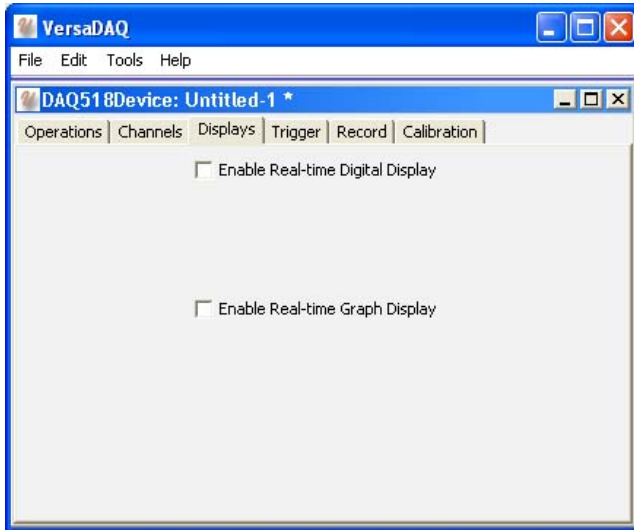 VersaDAQ
File Edit Tools Help
DAQ518Device: Untitled-1 *
Operations Channels Displays Trigger Record Calibration
Enable Real-time Digital Display
Enable Real-time Graph Display